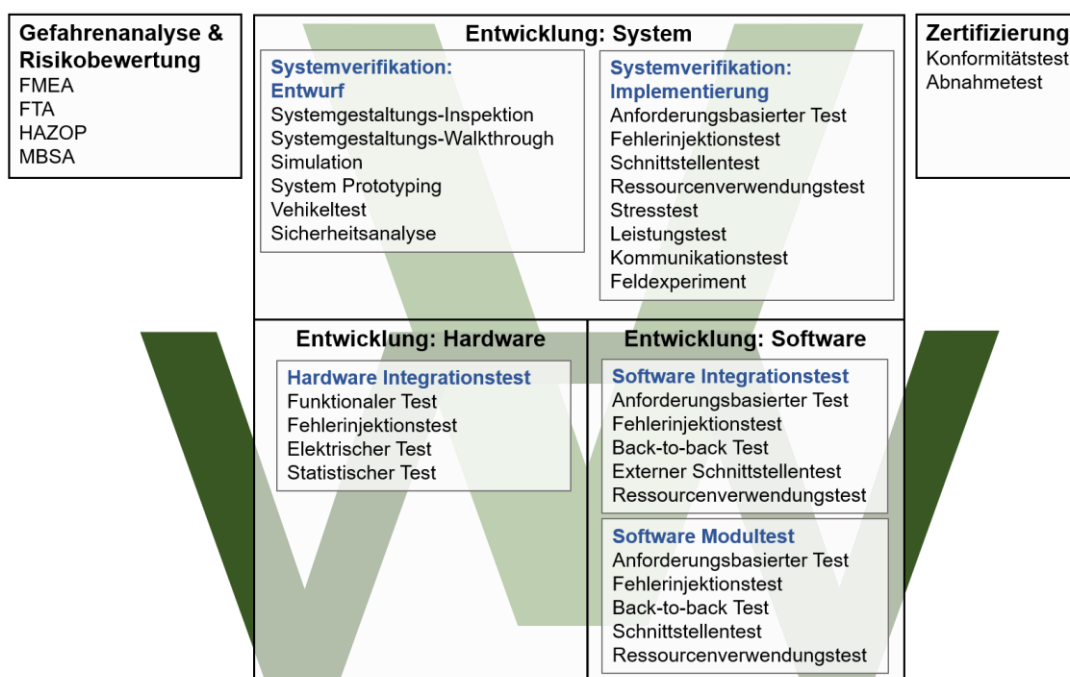 Gefahrenanalyse &
Risikobewertung
FMEA
FTA
HAZOP
MBSA
Entwicklung: System
Systemverifikation:
Entwurf
Systemgestaltungs-Inspektion
Systemgestaltungs-Walkthrough
Simulation
System Prototyping
Vehikeltest
Sicherheitsanalyse
Systemverifikation:
Implementierung
Anforderungsbasierter Test
Fehlerinjektionstest
Schnittstellentest
Ressourcenverwendungstest
Stresstest
Leistungstest
Kommunikationstest
Feldexperiment
Zertifizierung
Konformitätstest
Abnahmetest
Entwicklung: Hardware
Hardware Integrationstest
Funktionaler Test
Fehlerinjektionstest
Elektrischer Test
Statistischer Test
Entwicklung: Software
Software Integrationstest
Anforderungsbasierter Test
Fehlerinjektionstest
Back-to-back Test
Externer Schnittstellentest
Ressourcenverwendungstest
Software Modultest
Anforderungsbasierter Test
Fehlerinjektionstest
Back-to-back Test
Schnittstellentest
Ressourcenverwendungstest